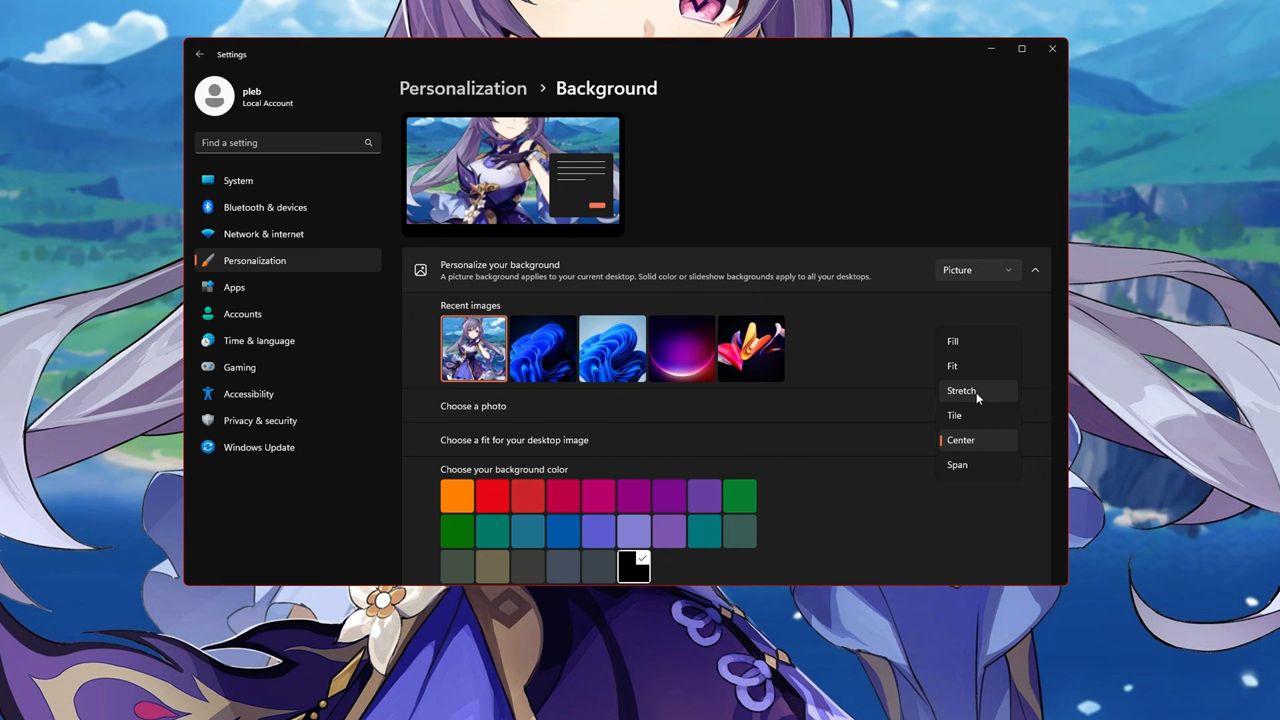 Settings
pleb
Local Account
Find a setting
System
Bluetooth & devices
Network & internet
Personalization
Apps
Accounts
Time & language
Gaming
Accessibility
Privacy & security
Windows Update
Personalization > Background
Personalize your background
A picture background applies to your current desktop. Solid color or slideshow backgrounds apply to all your desktops.
Picture
Recent images
Choose a photo
Choose a fit for your desktop image
Fill
Fit
Stretch
Tile
Center
Span
Choose your background color